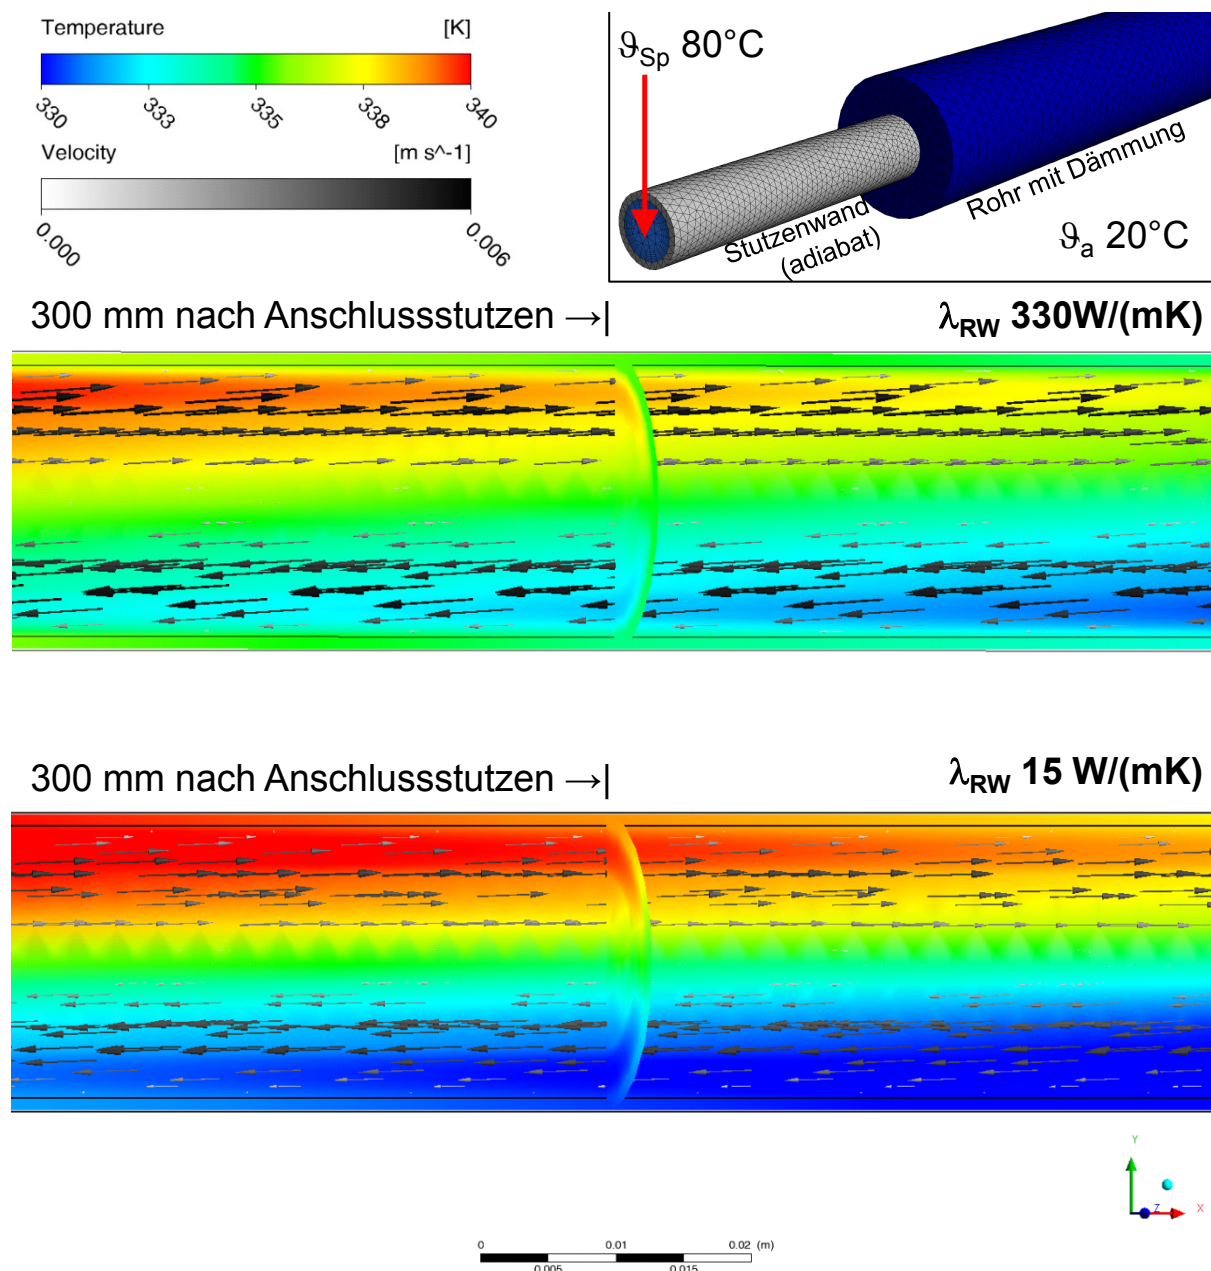 Temperature [K]
330 333 335 338 340
Velocity [m s^-1]
0.000 0.006
ϑSp 80°C
Stutzenwand
(adiabat)
Rohr mit Dämmung
ϑa 20°C
300 mm nach Anschlussstutzen →| λRW 330W/(mK)
300 mm nach Anschlussstutzen →| λRW 15 W/(mK)
Y
Z X
0 0.01 0.02 (m)
0.005 0.015